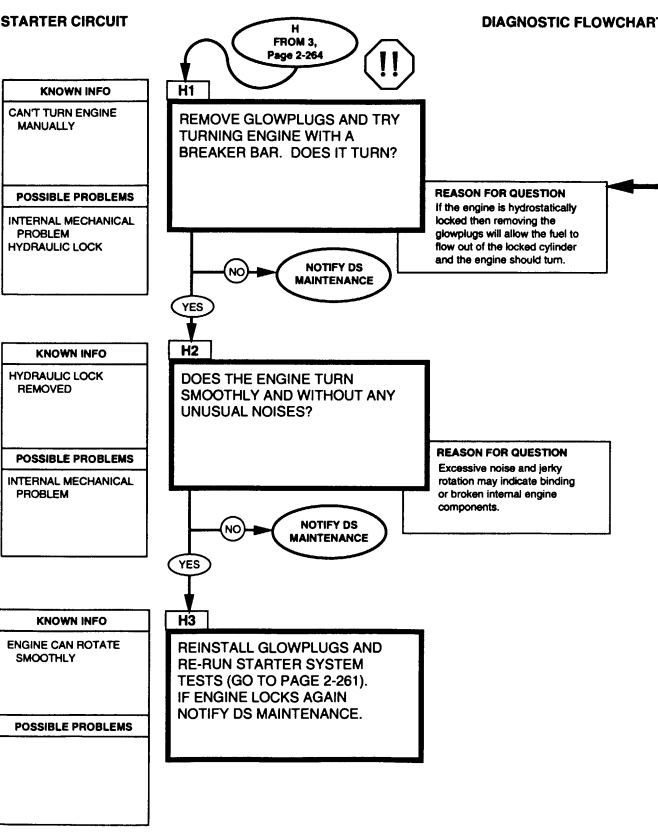 STARTER CIRCUIT
DIAGNOSTIC FLOWCHART
H
FROM 3,
Page 2-264
!!
H1
KNOWN INFO
CAN'T TURN ENGINE
MANUALLY
POSSIBLE PROBLEMS
INTERNAL MECHANICAL
PROBLEM
HYDRAULIC LOCK
REMOVE GLOWPLUGS AND TRY
TURNING ENGINE WITH A
BREAKER BAR. DOES IT TURN?
REASON FOR QUESTION
If the engine is hydrostatically
locked then removing the
glowplugs will allow the fuel to
flow out of the locked cylinder
and the engine should turn.
NO
NOTIFY DS
MAINTENANCE
YES
H2
KNOWN INFO
HYDRAULIC LOCK
REMOVED
POSSIBLE PROBLEMS
INTERNAL MECHANICAL
PROBLEM
DOES THE ENGINE TURN
SMOOTHLY AND WITHOUT ANY
UNUSUAL NOISES?
REASON FOR QUESTION
Excessive noise and jerky
rotation may indicate binding
or broken internal engine
components.
NO
NOTIFY DS
MAINTENANCE
YES
H3
KNOWN INFO
ENGINE CAN ROTATE
SMOOTHLY
POSSIBLE PROBLEMS
REINSTALL GLOWPLUGS AND
RE-RUN STARTER SYSTEM
TESTS (GO TO PAGE 2-261).
IF ENGINE LOCKS AGAIN
NOTIFY DS MAINTENANCE.